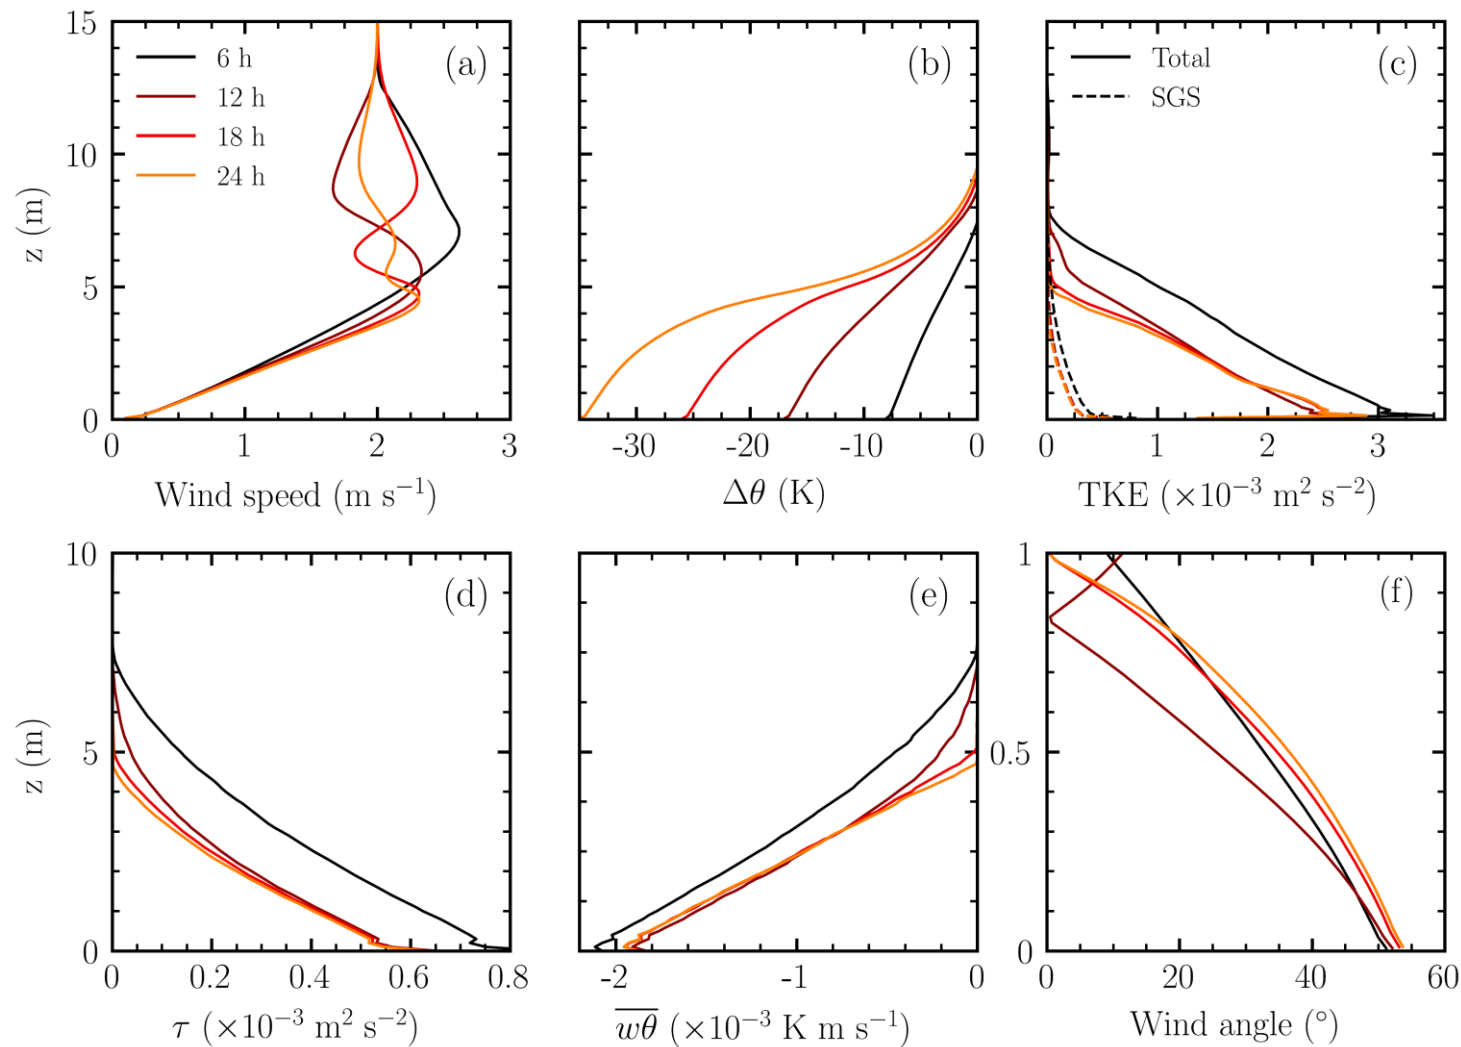 15
10
5
0
z (m)
6 h
12 h
18 h
24 h
(a)
0 1 2 3
Wind speed (m s⁻¹)
(b)
-30 -20 -10 0
Δθ (K)
Total
SGS
(c)
0 1 2 3
TKE (×10⁻³ m² s⁻²)
10
5
0
z (m)
(d)
0 0.2 0.4 0.6 0.8
τ (×10⁻³ m² s⁻²)
(e)
-2 -1 0
w̅θ̅ (×10⁻³ K m s⁻¹)
1
0.5
0
(f)
0 20 40 60
Wind angle (°)